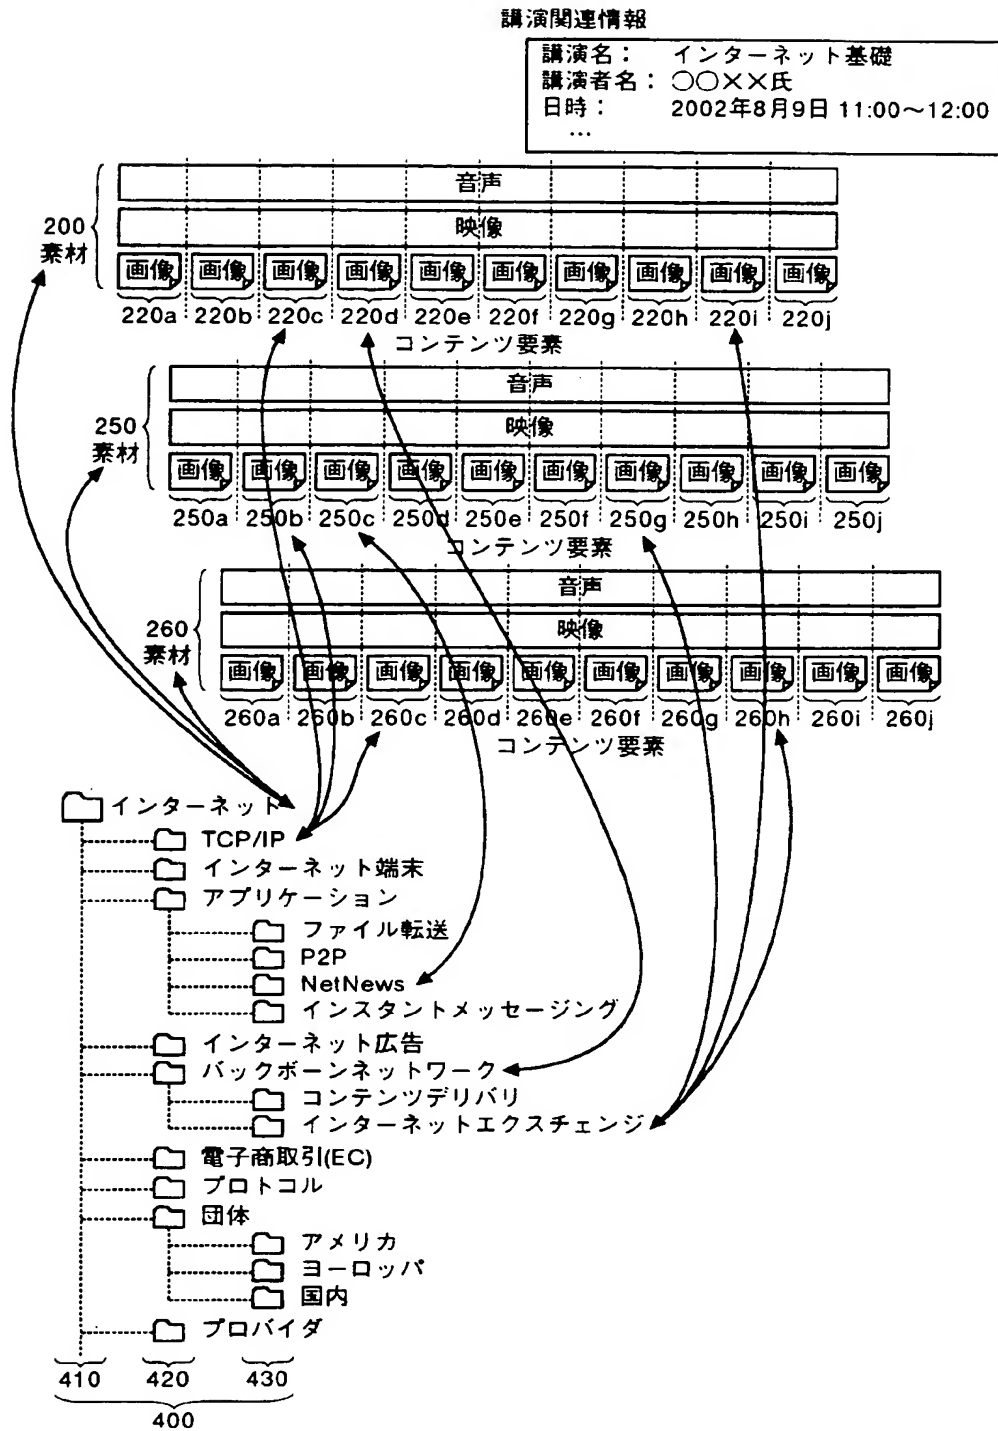 講演関連情報
講演名： インターネット基礎
講演者名：〇〇××氏
日時： 2002年8月9日 11:00～12:00
…
音声
200
素材
映像
画像 画像 画像 画像 画像 画像 画像 画像 画像 画像
220a 220b 220c 220d 220e 220f 220g 220h 220i 220j
コンテンツ要素
音声
250
素材
映像
画像 画像 画像 画像 画像 画像 画像 画像 画像 画像
250a 250b 250c 250d 250e 250f 250g 250h 250i 250j
コンテンツ要素
音声
260
素材
映像
画像 画像 画像 画像 画像 画像 画像 画像 画像 画像
260a 260b 260c 260d 260e 260f 260g 260h 260i 260j
コンテンツ要素
インターネット
TCP/IP
インターネット端末
アプリケーション
ファイル転送
P2P
NetNews
インスタントメッセージング
インターネット広告
バックボーンネットワーク
コンテンツデリバリ
インターネットエクスチェンジ
電子商取引(EC)
プロトコル
団体
アメリカ
ヨーロッパ
国内
プロバイダ
410 420 430
400